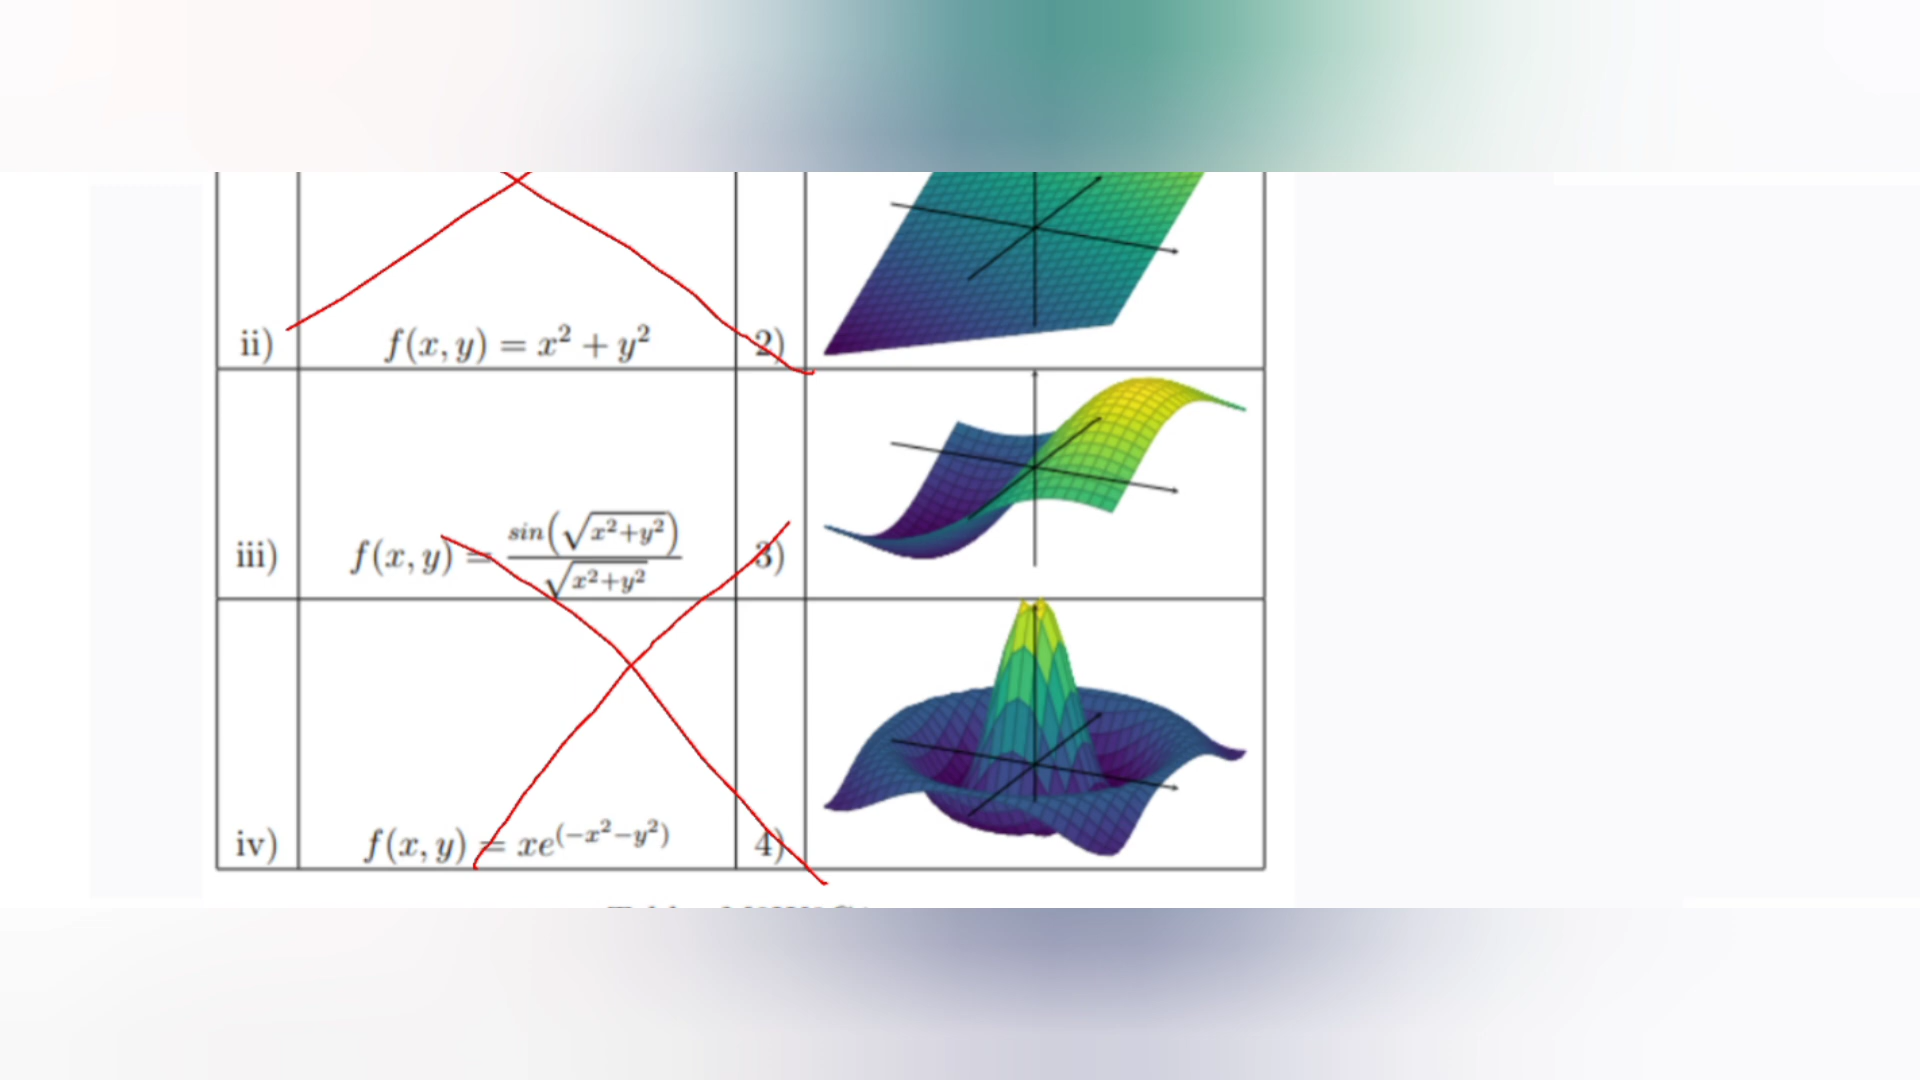 ii) f(x, y) = x² + y² 2)
iii) f(x, y) = sin(√x²+y²)/√x²+y² 3)
iv) f(x, y) = xe^(−x²−y²) 4)